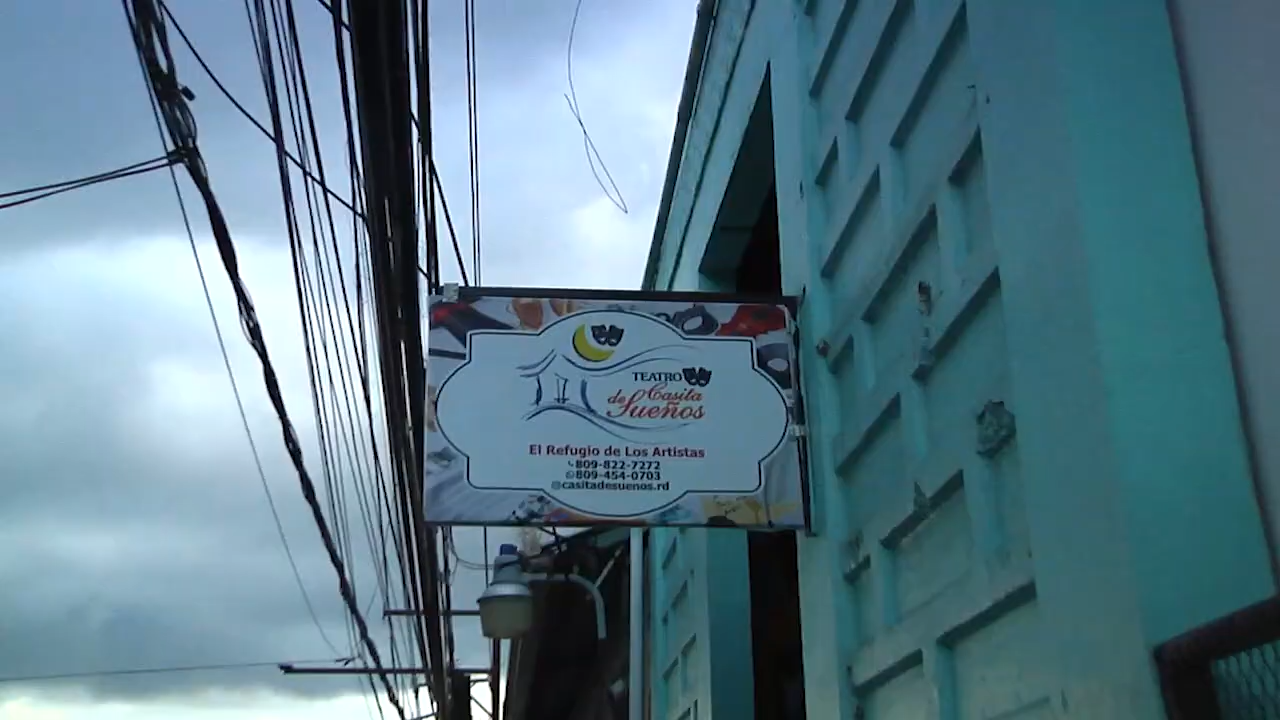 TEATRO
Casita
de Sueños
El Refugio de Los Artistas
809-822-7272
809-454-0703
@casitadesuenos.rd